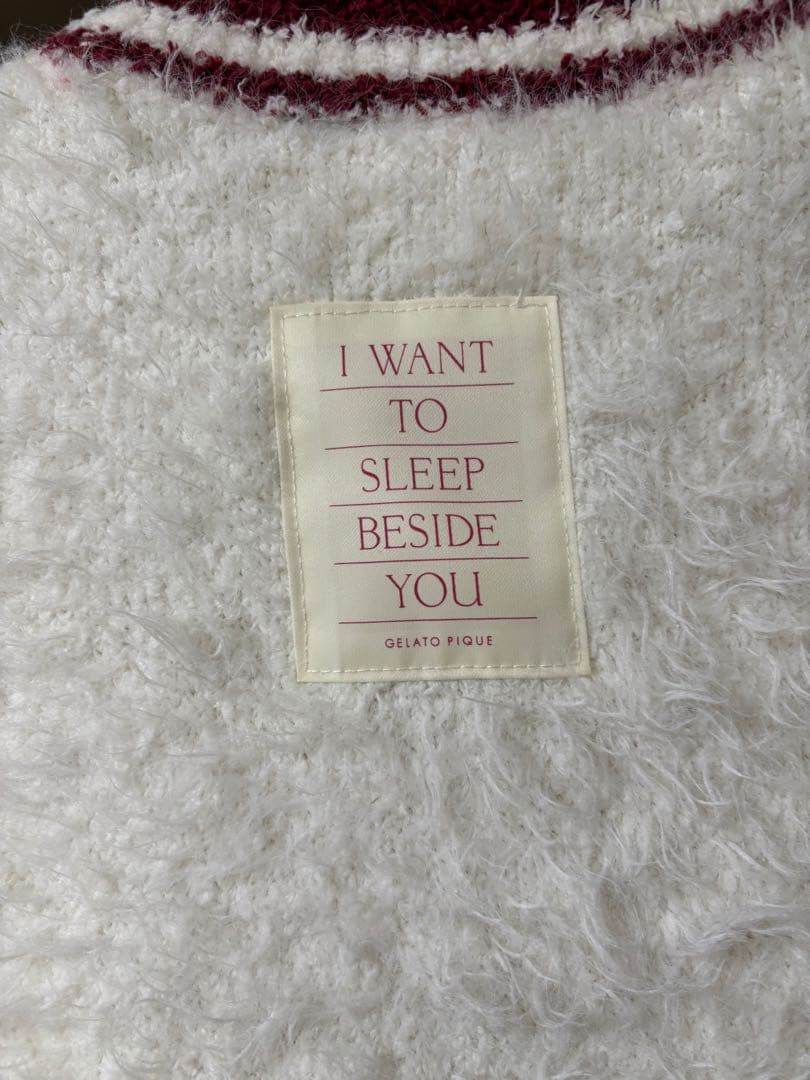 I WANT
TO
SLEEP
BESIDE
YOU
GELATO PIQUE